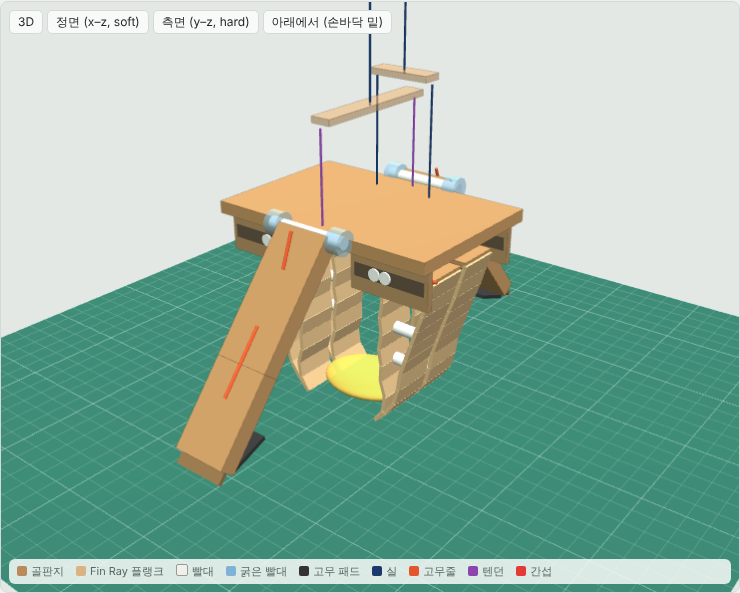 3D
정면 (x–z, soft)
측면 (y–z, hard)
아래에서 (손바닥 밑)
골판지
Fin Ray 플랭크
빨대
굵은 빨대
고무 패드
실
고무줄
텐던
간섭